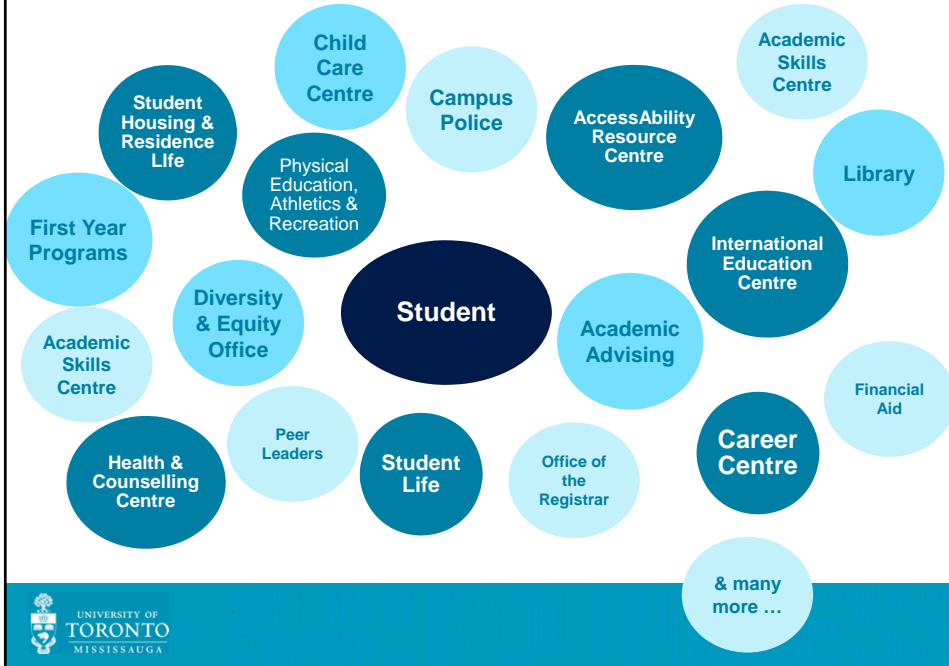 Child
Care
Centre
Academic
Skills
Centre
Campus
Police
Student
Housing &
Residence
LIfe
AccessAbility
Resource
Centre
Physical
Education,
Athletics &
Recreation
Library
First Year
Programs
International
Education
Centre
Diversity
& Equity
Office
Student
Academic
Advising
Academic
Skills
Centre
Financial
Aid
Peer
Leaders
Health &
Counselling
Centre
Student
Life
Office of
the
Registrar
Career
Centre
& many
more …
UNIVERSITY OF
TORONTO
MISSISSAUGA